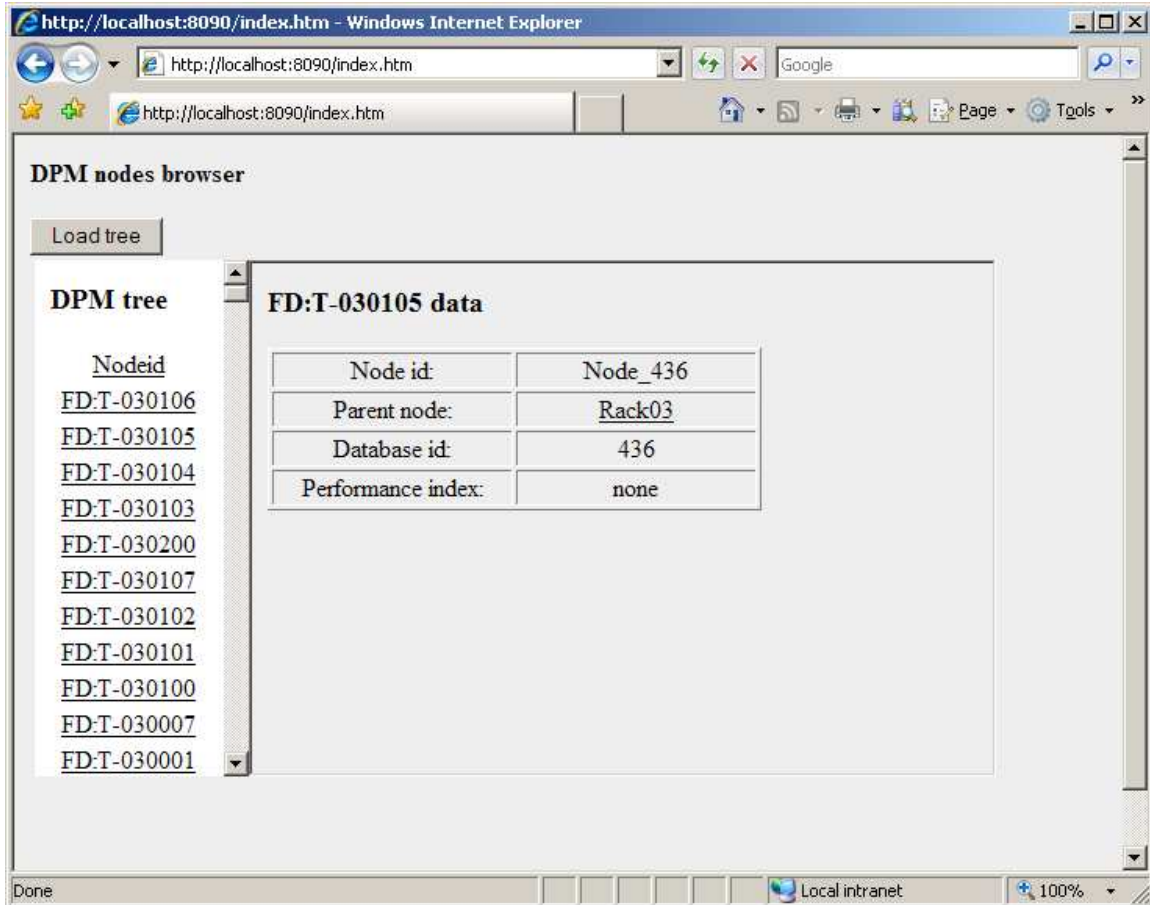 http://localhost:8090/index.htm - Windows Internet Explorer
http://localhost:8090/index.htm Google
http://localhost:8090/index.htm Page Tools »
DPM nodes browser
Load tree
DPM tree
Nodeid
FD:T-030106
FD:T-030105
FD:T-030104
FD:T-030103
FD:T-030200
FD:T-030107
FD:T-030102
FD:T-030101
FD:T-030100
FD:T-030007
FD:T-030001
FD:T-030105 data
Node id: Node_436
Parent node: Rack03
Database id: 436
Performance index: none
Done Local intranet 100%